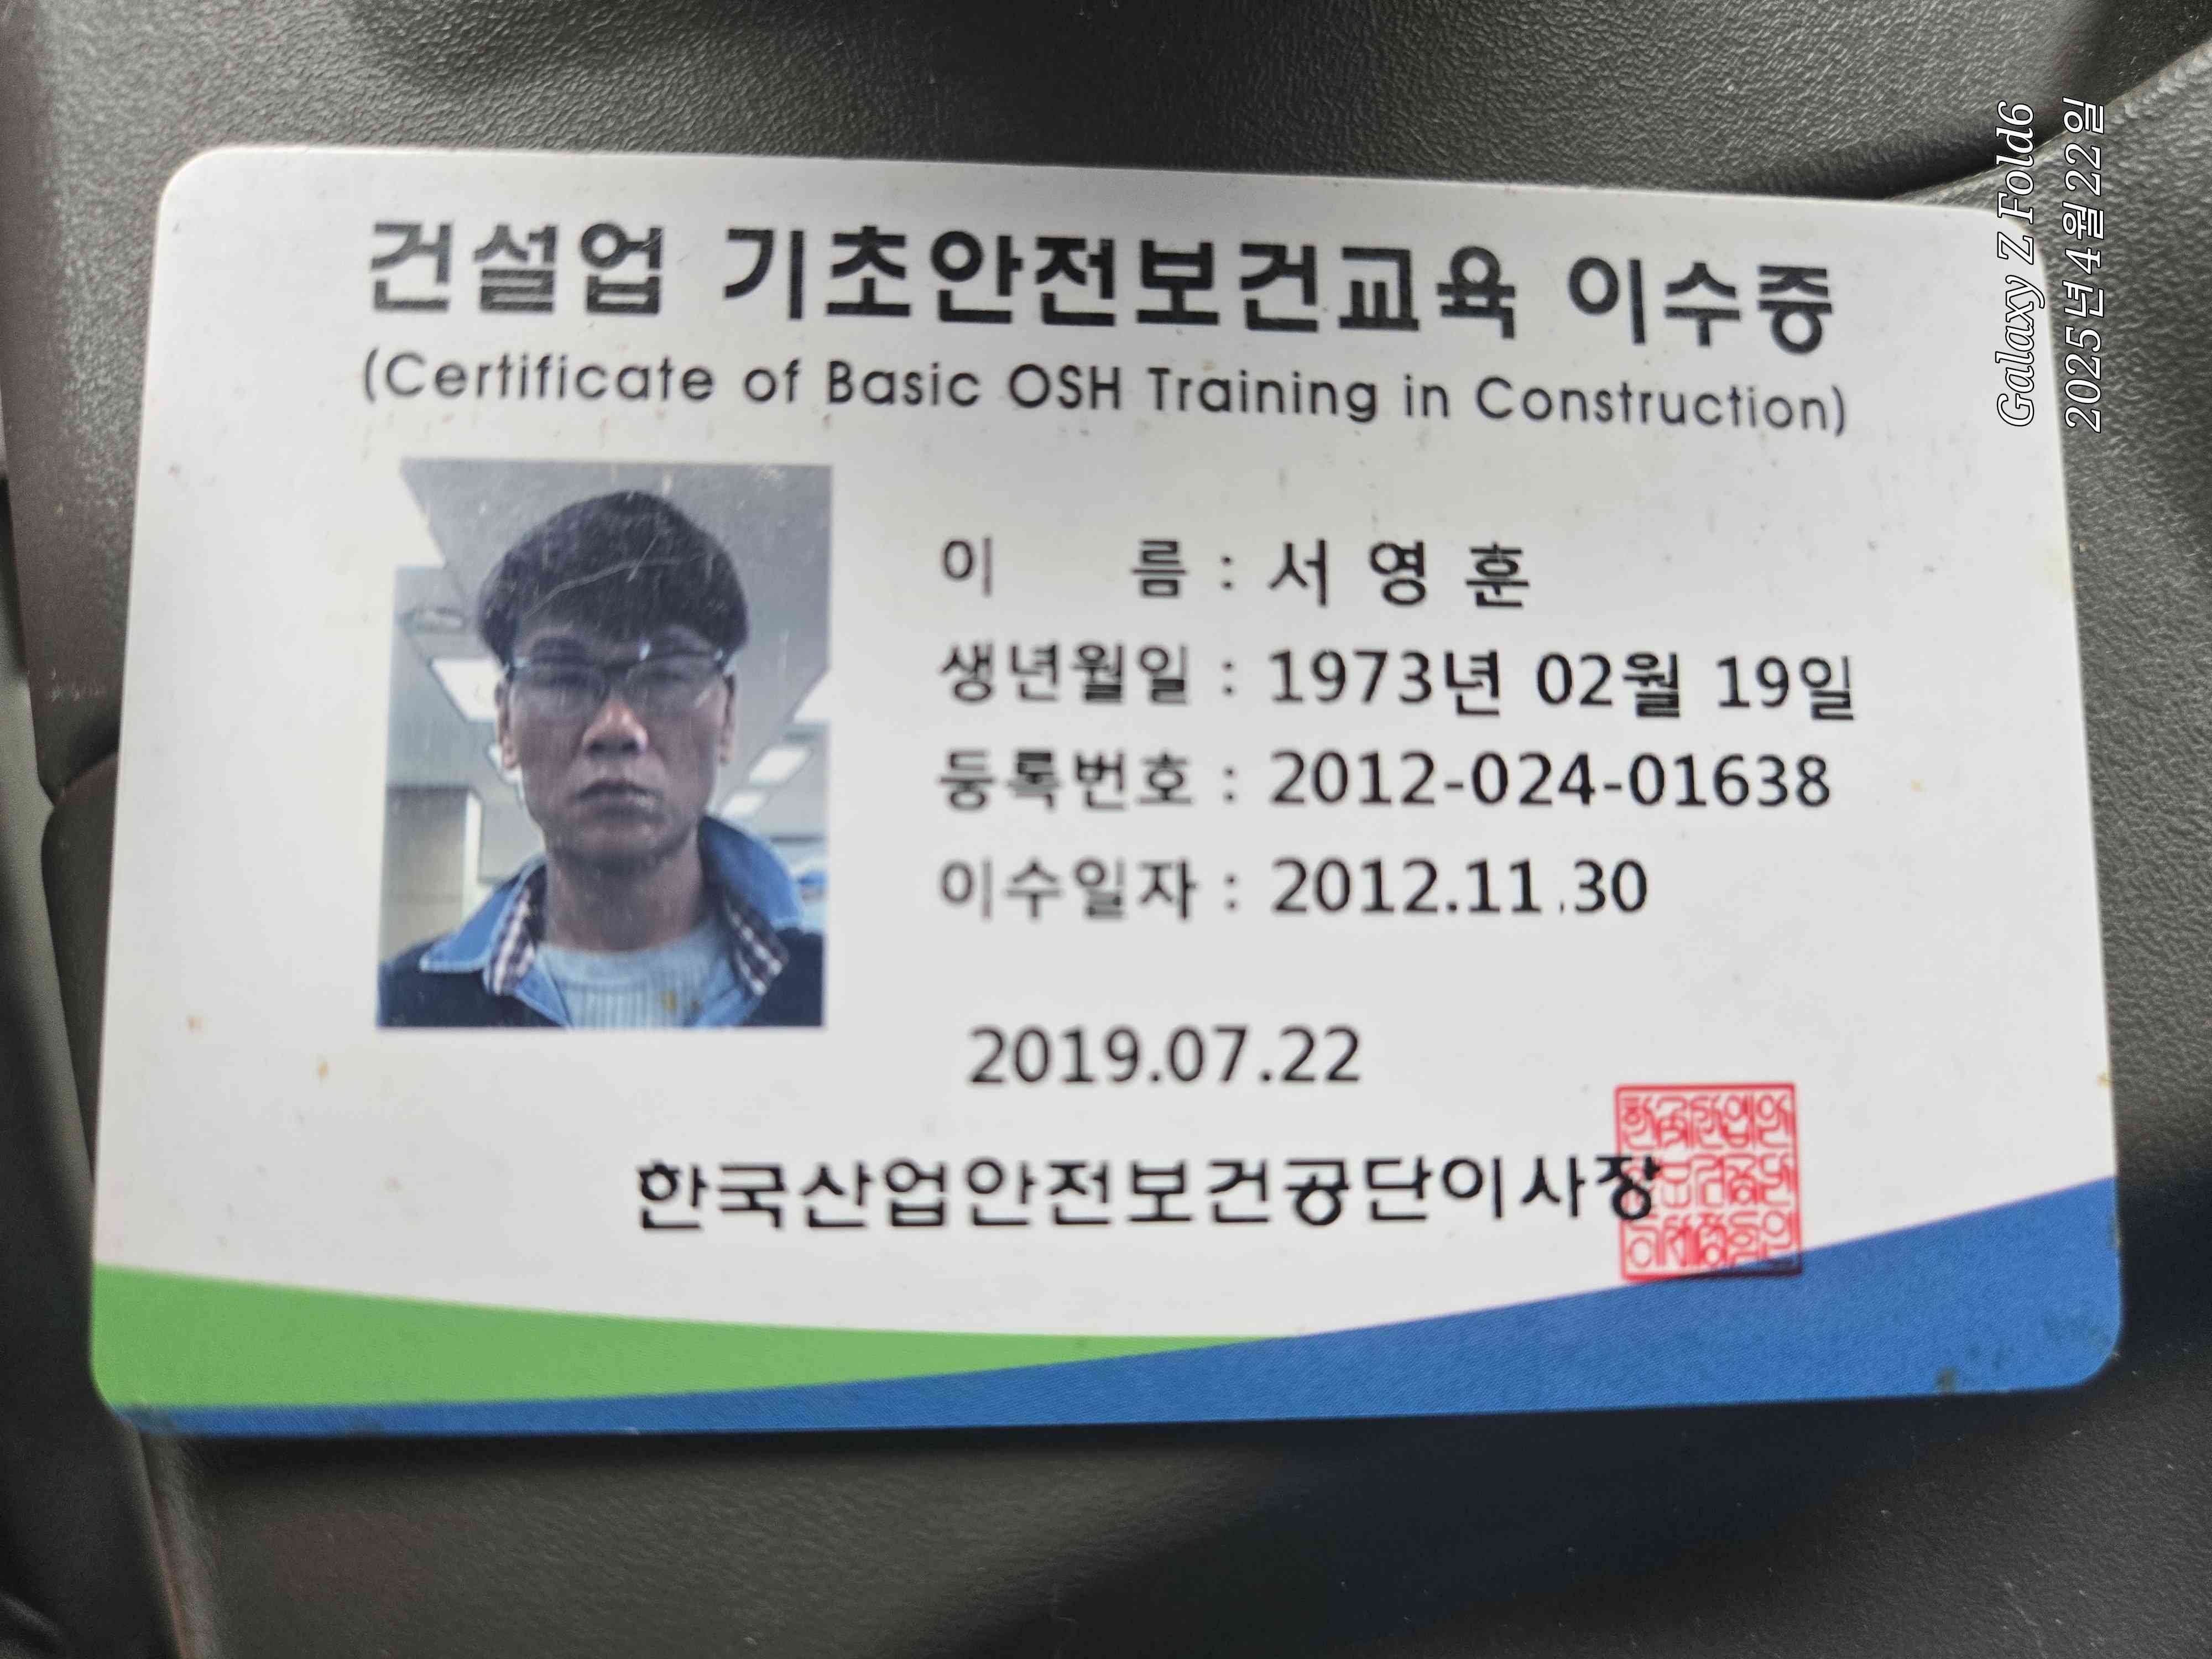 건설업 기초안전보건교육 이수증
(Certificate of Basic OSH Training in Construction)
이 름 : 서 영 훈
생년월일 : 1973년 02월 19일
등록번호 : 2012-024-01638
이수일자 : 2012.11.30
2019.07.22
한국산업안전보건공단이사장
Galaxy Z Fold6
2025년 4월 22일